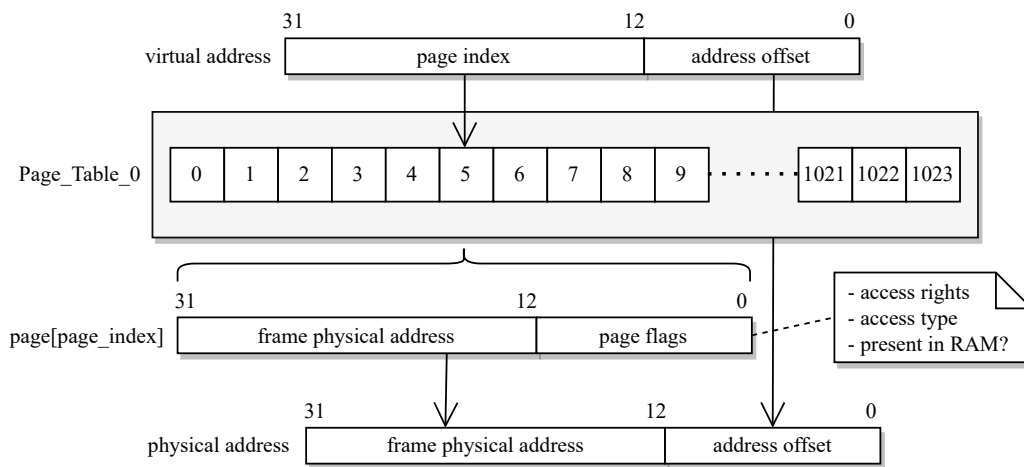 31 12 0
virtual address page index address offset
Page_Table_0 0 1 2 3 4 5 6 7 8 9 1021 1022 1023
31 12 0
page[page_index] frame physical address page flags
- access rights
- access type
- present in RAM?
31 12 0
physical address frame physical address address offset